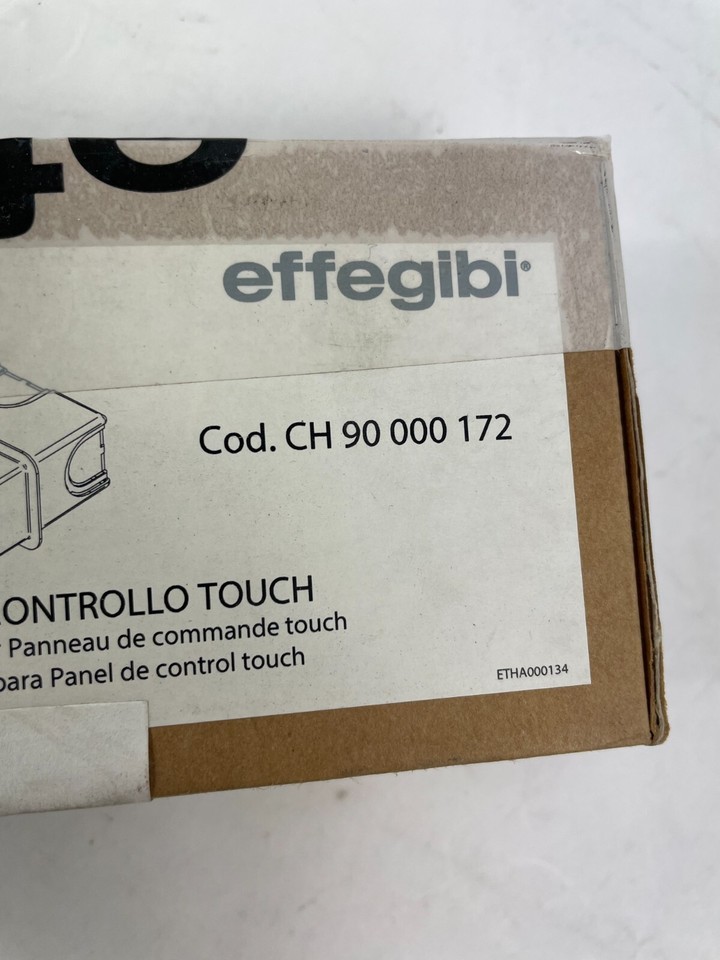 effegibi®
Cod. CH 90 000 172
CONTROLLO TOUCH
Panneau de commande touch
para Panel de control touch
ETHA000134